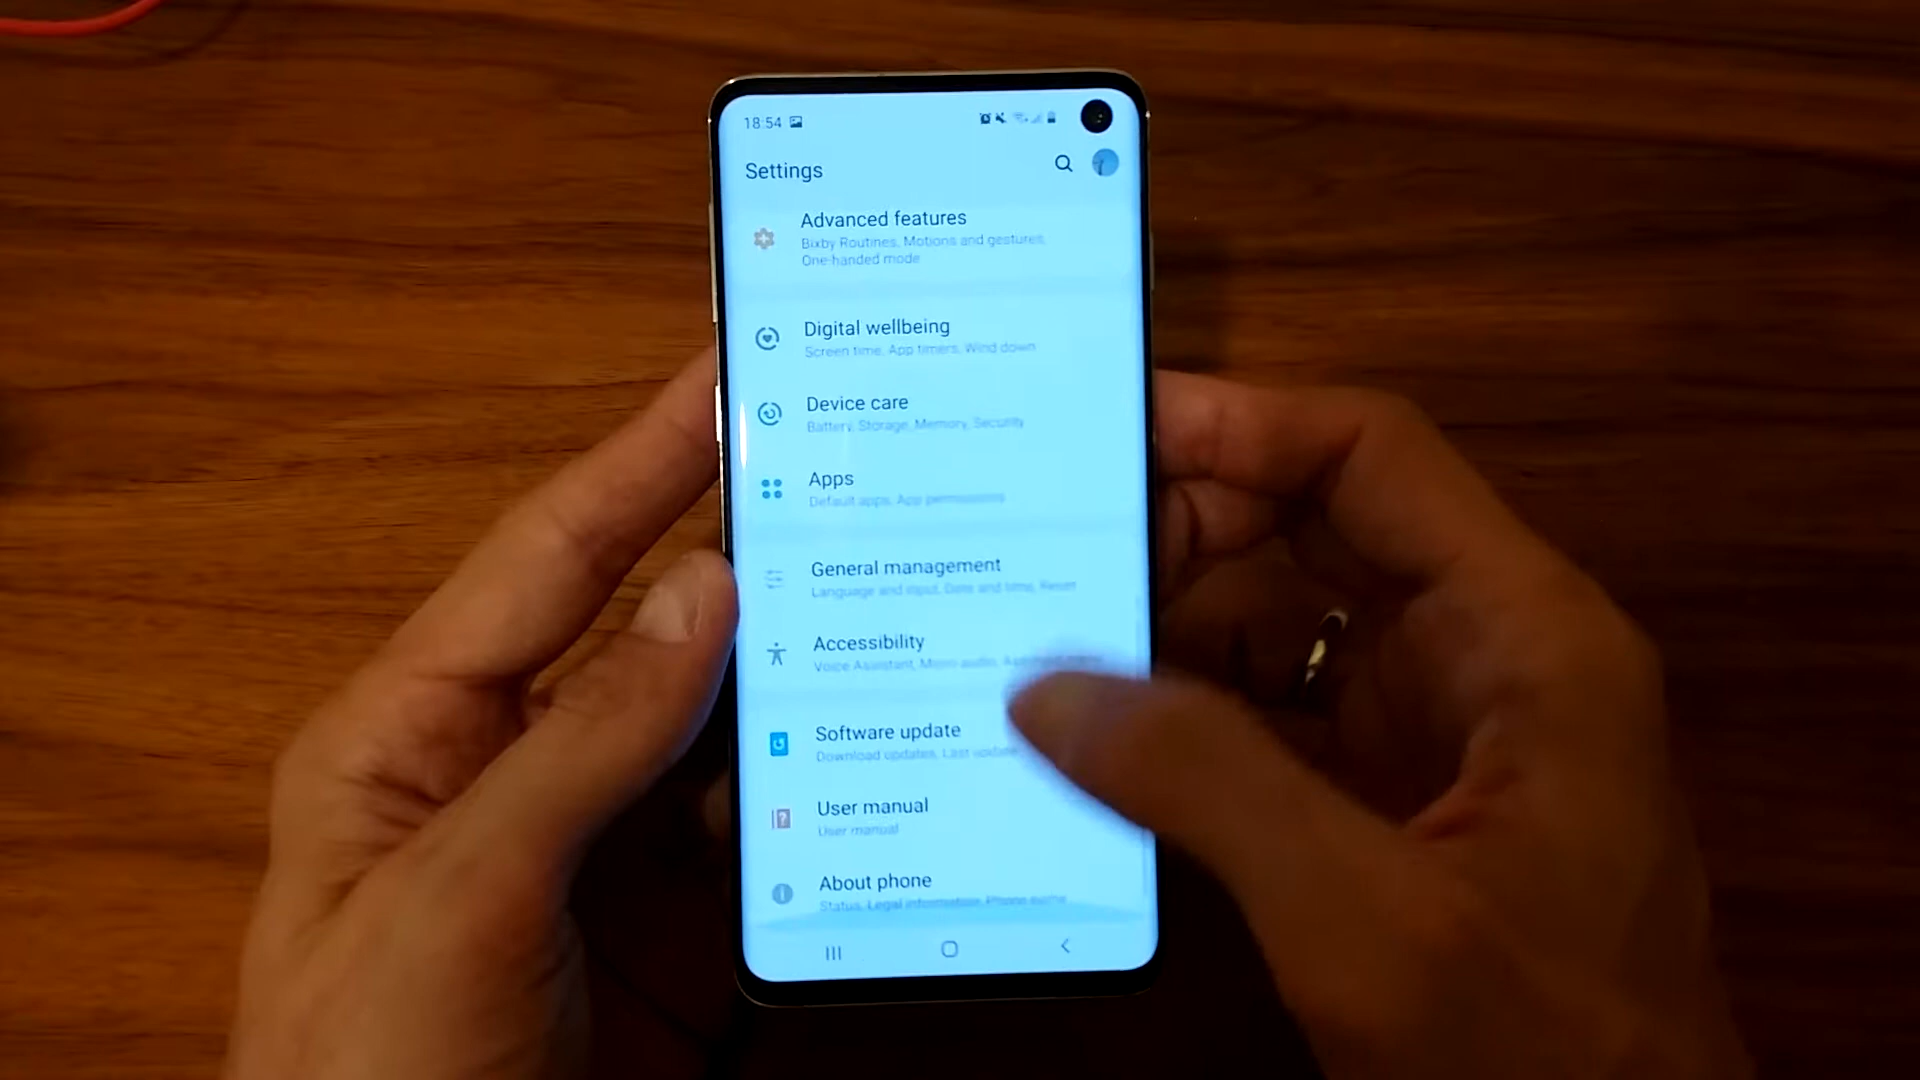 18:54
Settings
Advanced features
Bixby Routines, Motions and gestures,
One-handed mode
Digital wellbeing
Screen time, App timers, Wind down
Device care
Battery, Storage, Memory, Security
Apps
Default apps, App permissions
General management
Language and input, Date and time, Reset
Accessibility
Voice Assistant, Mono audio,
Software update
Download updates, Last update
User manual
User manual
About phone
Status, Legal information, Phone name